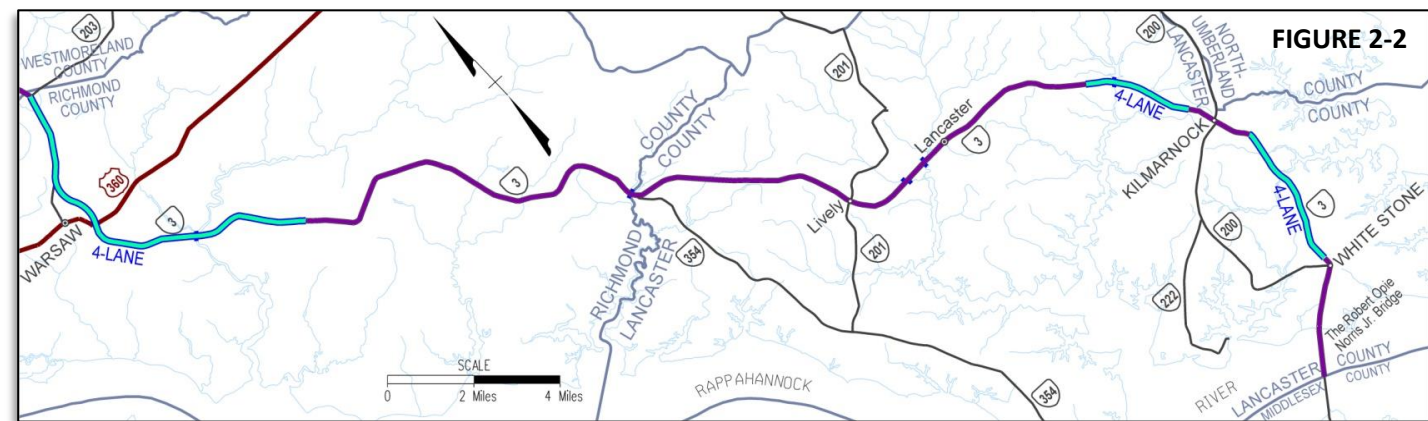 FIGURE 2-2
203
WESTMORELAND
COUNTY
RICHMOND
COUNTY
360
WARSAW
3
4-LANE
3
COUNTY
COUNTY
RICHMOND
LANCASTER
354
SCALE
0 2 Miles 4 Miles
RAPPAHANNOCK
201
Lively
201
Lancaster
3
354
200
4-LANE
LANCASTER
NORTH-
UMBERLAND
COUNTY
COUNTY
KILMARNOCK
4-LANE
3
200
222
WHITE STONE
The Robert Opie
Norris Jr. Bridge
RIVER
LANCASTER COUNTY
MIDDLESEX COUNTY